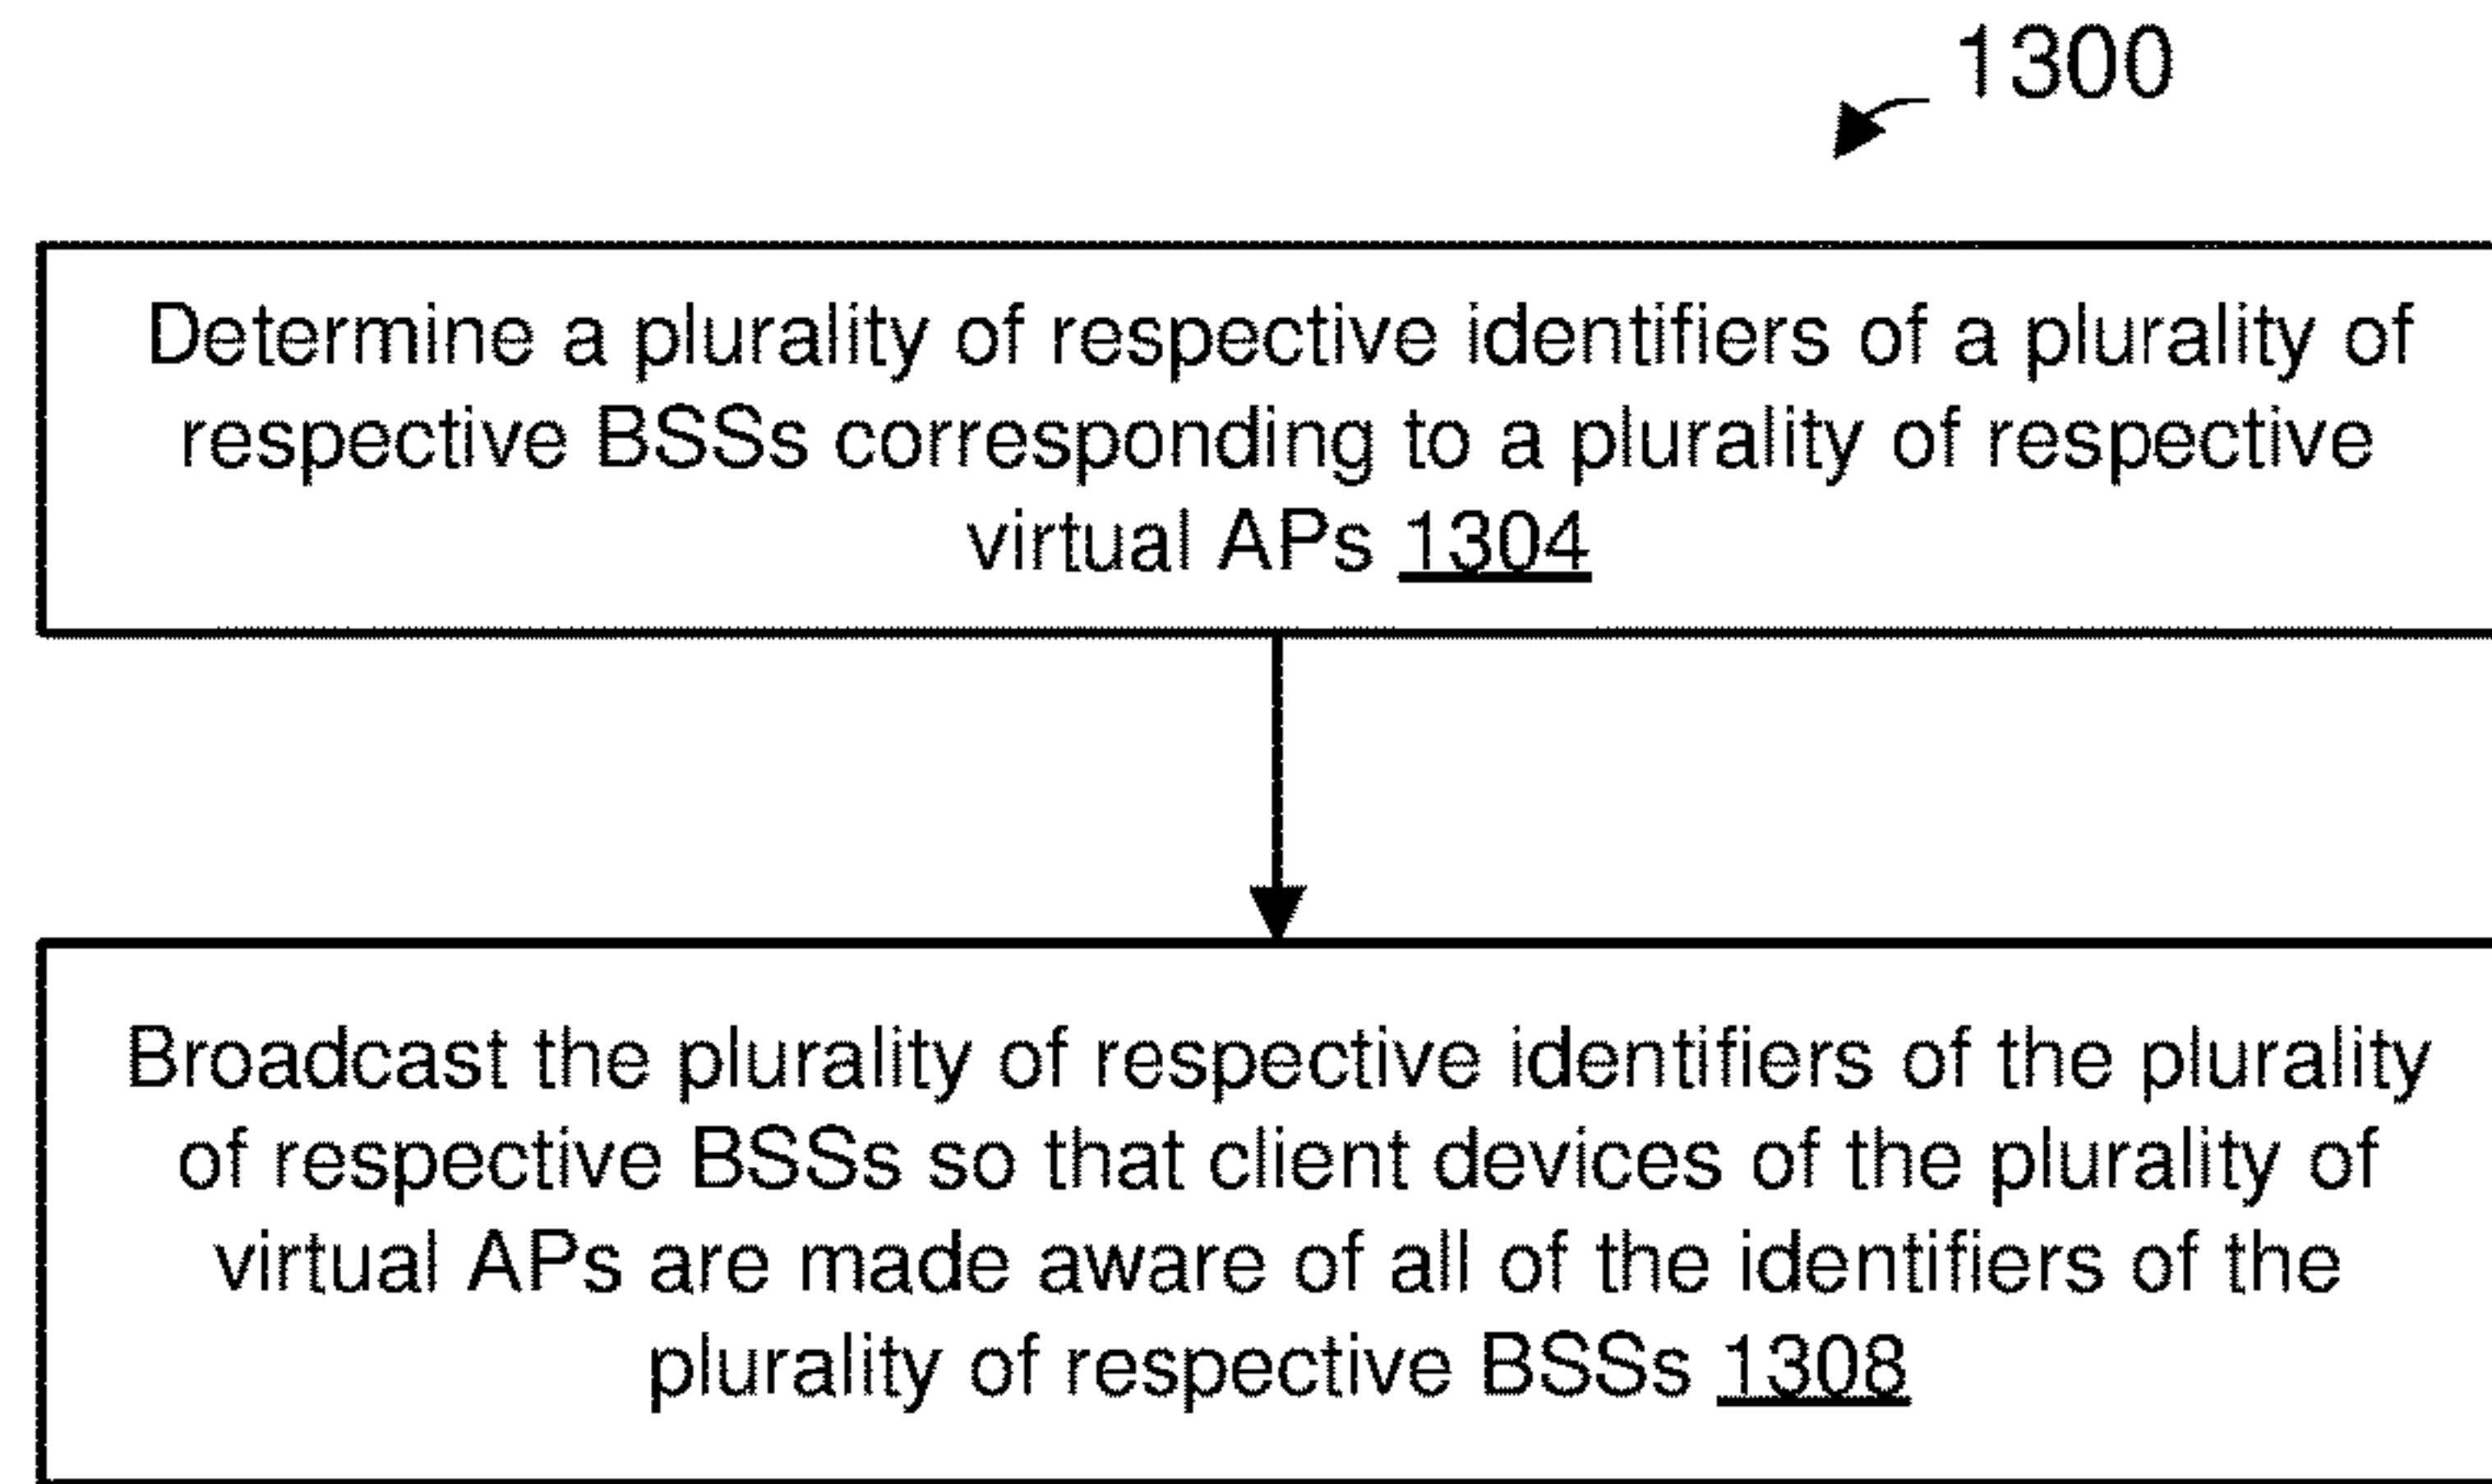 1300
Determine a plurality of respective identifiers of a plurality of
respective BSSs corresponding to a plurality of respective
virtual APs 1304
Broadcast the plurality of respective identifiers of the plurality
of respective BSSs so that client devices of the plurality of
virtual APs are made aware of all of the identifiers of the
plurality of respective BSSs 1308